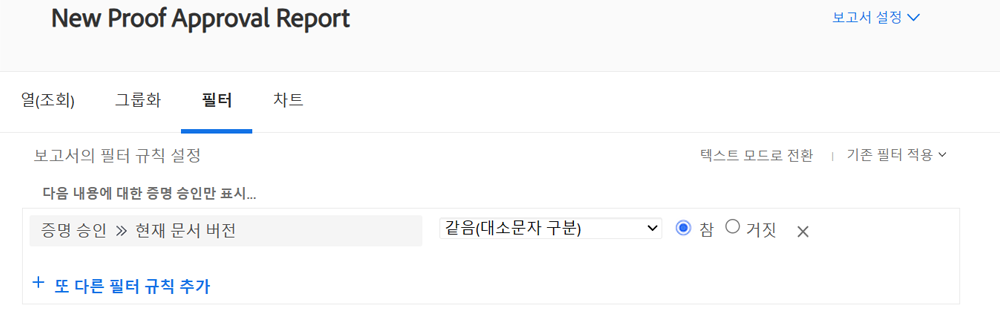 New Proof Approval Report
보고서 설정
열(조회) 그룹화 필터 차트
보고서의 필터 규칙 설정 텍스트 모드로 전환 | 기존 필터 적용
다음 내용에 대한 증명 승인만 표시...
증명 승인 » 현재 문서 버전 같음(대소문자 구분) 참 거짓 ×
+ 또 다른 필터 규칙 추가